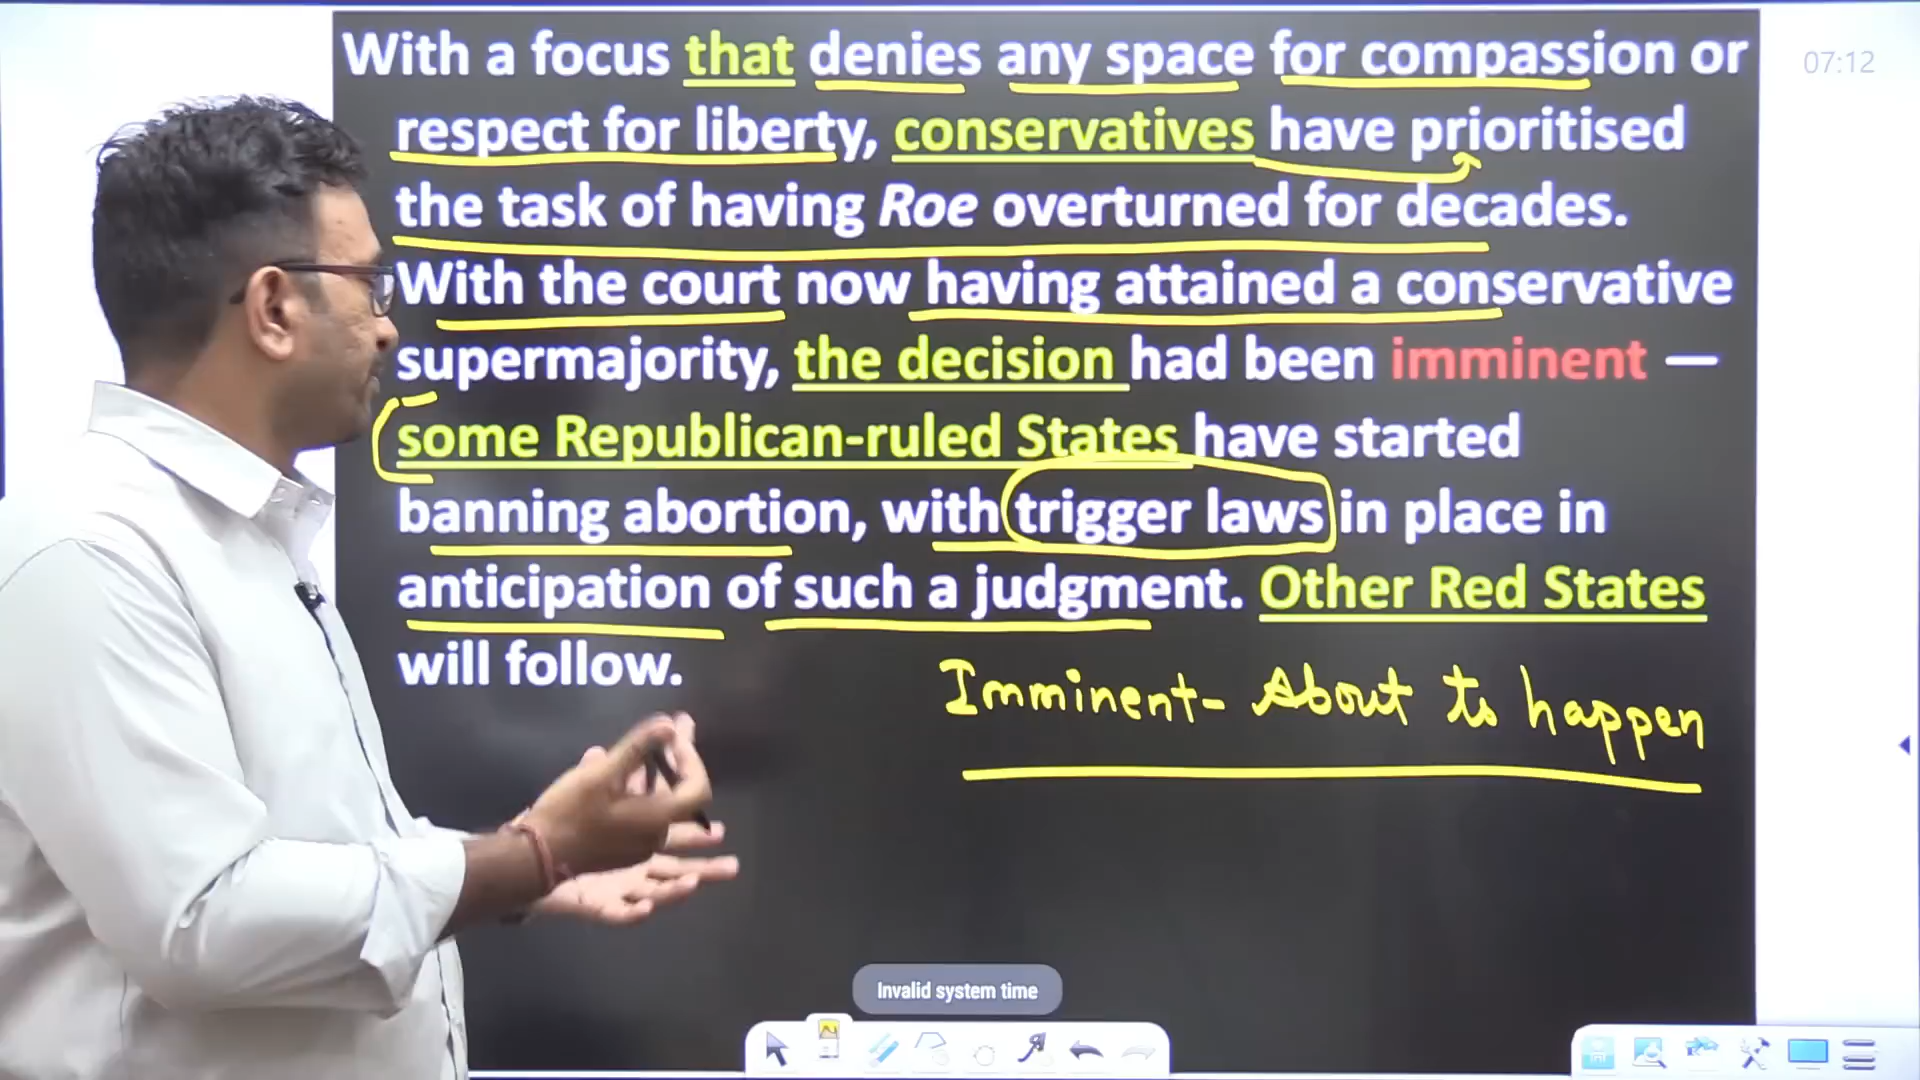 With a focus that denies any space for compassion or
07:12
respect for liberty, conservatives have prioritised
the task of having Roe overturned for decades.
With the court now having attained a conservative
supermajority, the decision had been imminent —
some Republican-ruled States have started
banning abortion, with trigger laws in place in
anticipation of such a judgment. Other Red States
will follow.
Imminent- About to happen
Invalid system time